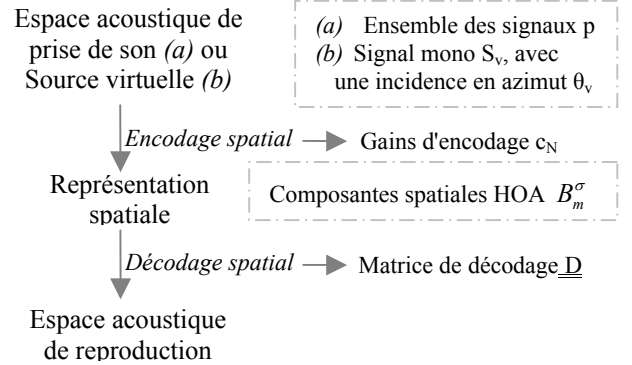 Espace acoustique de
prise de son (a) ou
Source virtuelle (b)
(a) Ensemble des signaux p
(b) Signal mono Sᵥ, avec
une incidence en azimut θᵥ
Encodage spatial
Gains d'encodage c_N
Représentation
spatiale
Composantes spatiales HOA B_m^σ
Décodage spatial
Matrice de décodage D
Espace acoustique
de reproduction